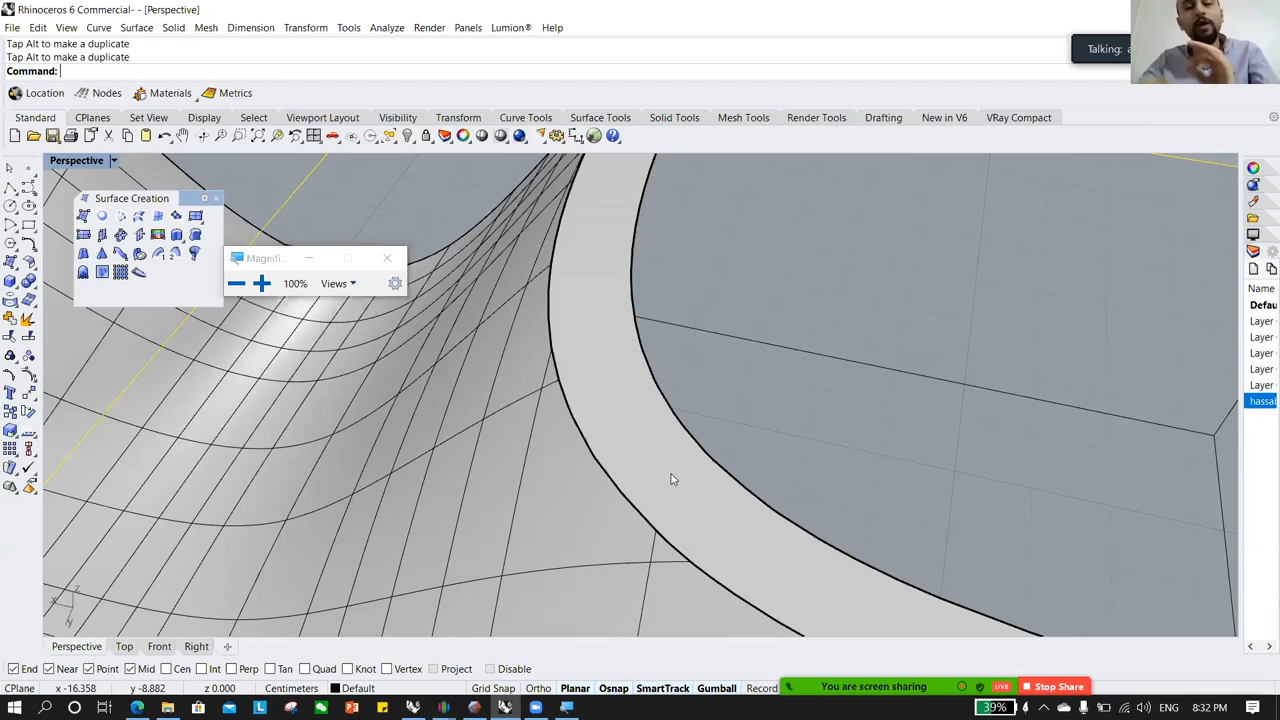 Rhinoceros 6 Commercial- - [Perspective]
File Edit View Curve Surface Solid Mesh Dimension Transform Tools Analyze Render Panels Lumion® Help
Tap Alt to make a duplicate
Tap Alt to make a duplicate
Command:
Talking:
Location Nodes Materials Metrics
Standard CPlanes Set View Display Select Viewport Layout Visibility Transform Curve Tools Surface Tools Solid Tools Mesh Tools Render Tools Drafting New in V6 VRay Compact
Perspective
Surface Creation
Magnifi...
100% Views
Name
Defau
Layer
Layer
Layer
Layer
Layer
hassa
z
x
y
Perspective Top Front Right
End Near Point Mid Cen Int Perp Tan Quad Knot Vertex Project Disable
CPlane x -16.358 y -8.882 z 0.000 Centimeters Default Grid Snap Ortho Planar Osnap SmartTrack Gumball Record
You are screen sharing LIVE Stop Share
39% ENG 8:32 PM